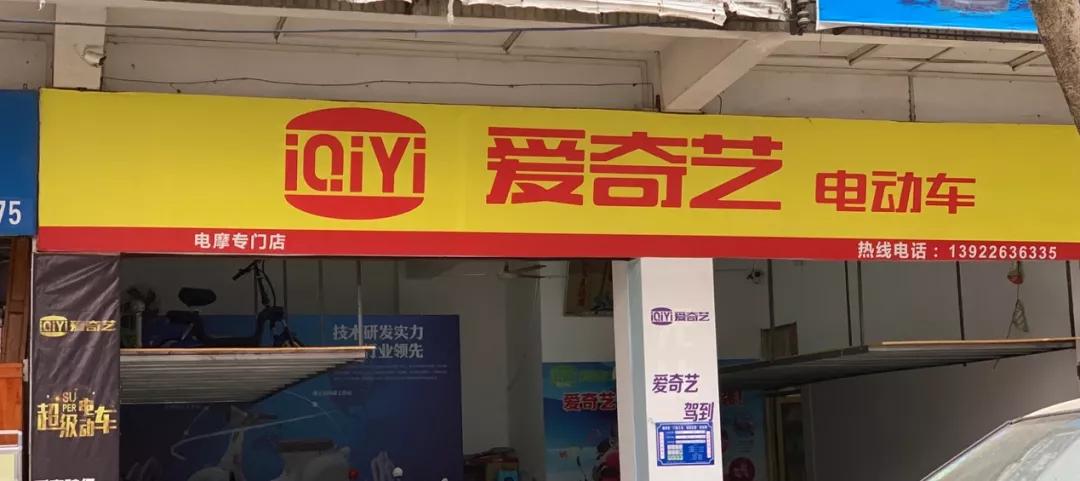 iQIYI 爱奇艺 电动车
电摩专门店
热线电话：13922636335
75
iQIYI 爱奇艺
SUPER
超级电动车
技术研发实力
行业领先
爱奇艺
iQIYI 爱奇艺
爱奇艺
驾到